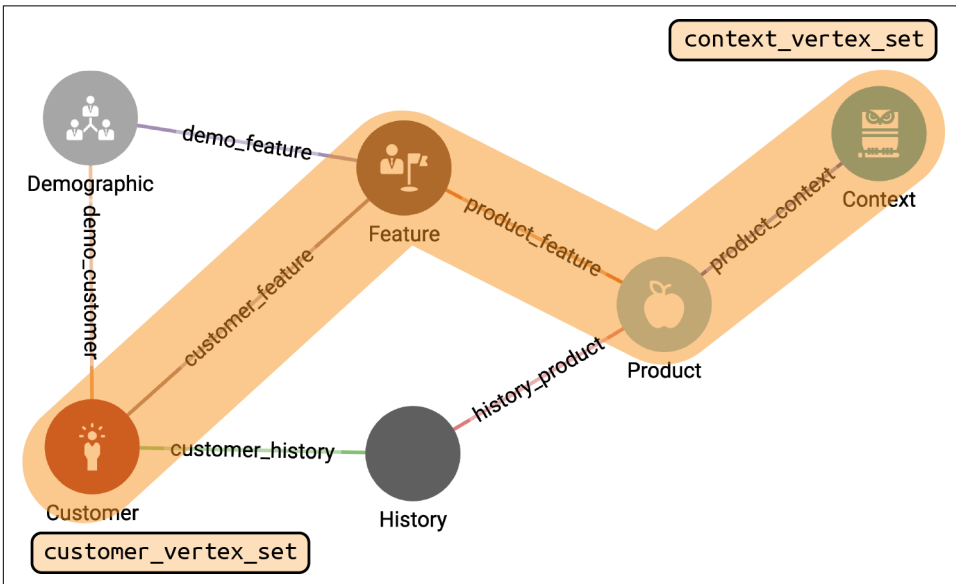 context_vertex_set
demo_feature
Demographic
Context
Feature
product_feature
product_context
demo_customer
customer_feature
Product
history_product
customer_history
Customer
History
customer_vertex_set